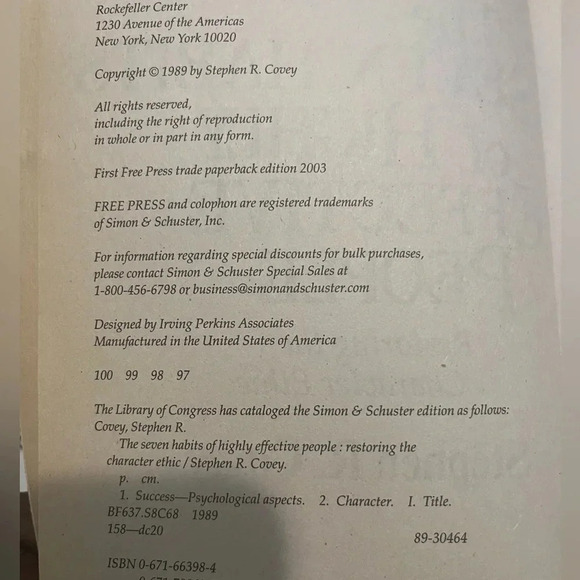 Rockefeller Center
1230 Avenue of the Americas
New York, New York 10020
Copyright © 1989 by Stephen R. Covey
All rights reserved,
including the right of reproduction
in whole or in part in any form.
First Free Press trade paperback edition 2003
FREE PRESS and colophon are registered trademarks
of Simon & Schuster, Inc.
For information regarding special discounts for bulk purchases,
please contact Simon & Schuster Special Sales at
1-800-456-6798 or business@simonandschuster.com
Designed by Irving Perkins Associates
Manufactured in the United States of America
100 99 98 97
The Library of Congress has cataloged the Simon & Schuster edition as follows:
Covey, Stephen R.
The seven habits of highly effective people : restoring the
character ethic / Stephen R. Covey.
p. cm.
1. Success—Psychological aspects. 2. Character. I. Title.
BF637.S8C68 1989
158—dc20
89-30464
ISBN 0-671-66398-4